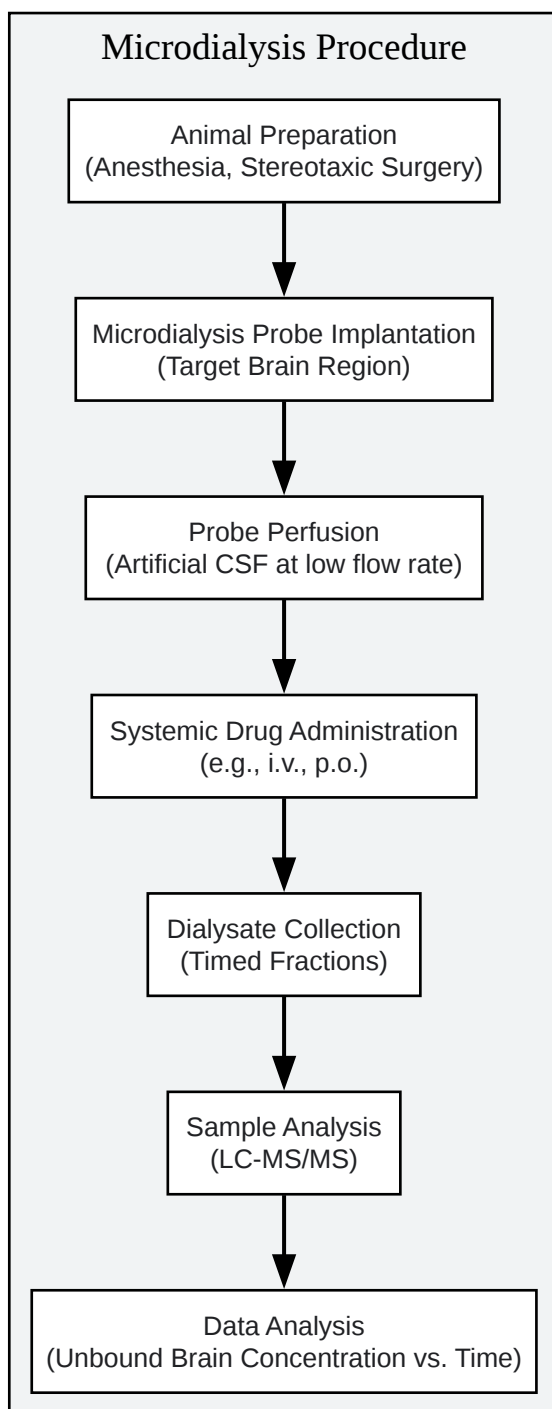 Microdialysis Procedure
Animal Preparation
(Anesthesia, Stereotaxic Surgery)
Microdialysis Probe Implantation
(Target Brain Region)
Probe Perfusion
(Artificial CSF at low flow rate)
Systemic Drug Administration
(e.g., i.v., p.o.)
Dialysate Collection
(Timed Fractions)
Sample Analysis
(LC-MS/MS)
Data Analysis
(Unbound Brain Concentration vs. Time)